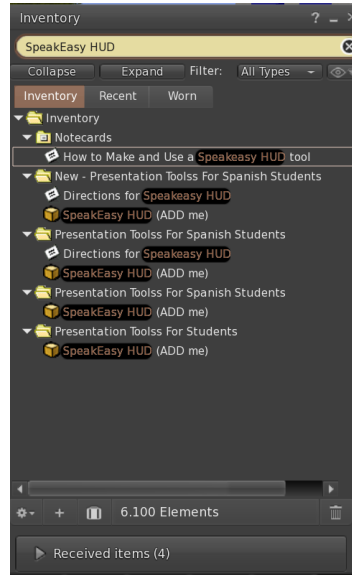 Inventory
SpeakEasy HUD
Collapse Expand Filter: All Types
Inventory Recent Worn
Inventory
Notecards
How to Make and Use a Speakeasy HUD tool
New - Presentation Toolss For Spanish Students
Directions for Speakeasy HUD
SpeakEasy HUD (ADD me)
Presentation Toolss For Spanish Students
Directions for Speakeasy HUD
SpeakEasy HUD (ADD me)
Presentation Toolss For Spanish Students
SpeakEasy HUD (ADD me)
Presentation Toolss For Students
SpeakEasy HUD (ADD me)
6.100 Elements
Received items (4)